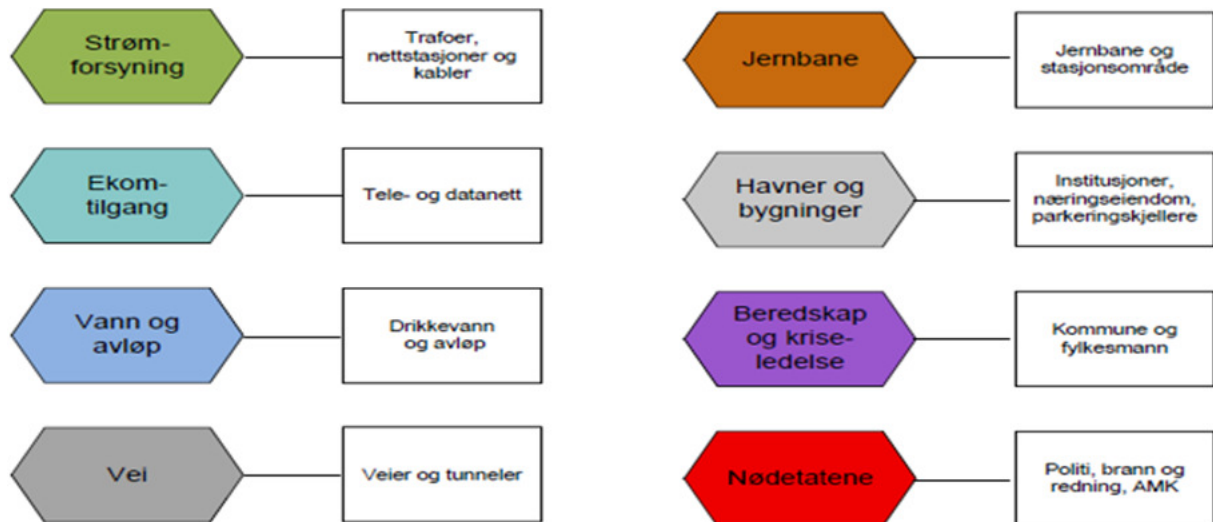 Strøm-
forsyning
Trafoer,
nettstasjoner og
kabler
Jernbane
Jernbane og
stasjonsområde
Ekom-
tilgang
Tele- og datanett
Havner og
bygninger
Institusjoner,
næringseiendom,
parkeringskjellere
Vann og
avløp
Drikkevann
og avløp
Beredskap
og krise-
ledelse
Kommune og
fylkesmann
Vei
Veier og tunneler
Nødetatene
Politi, brann og
redning, AMK